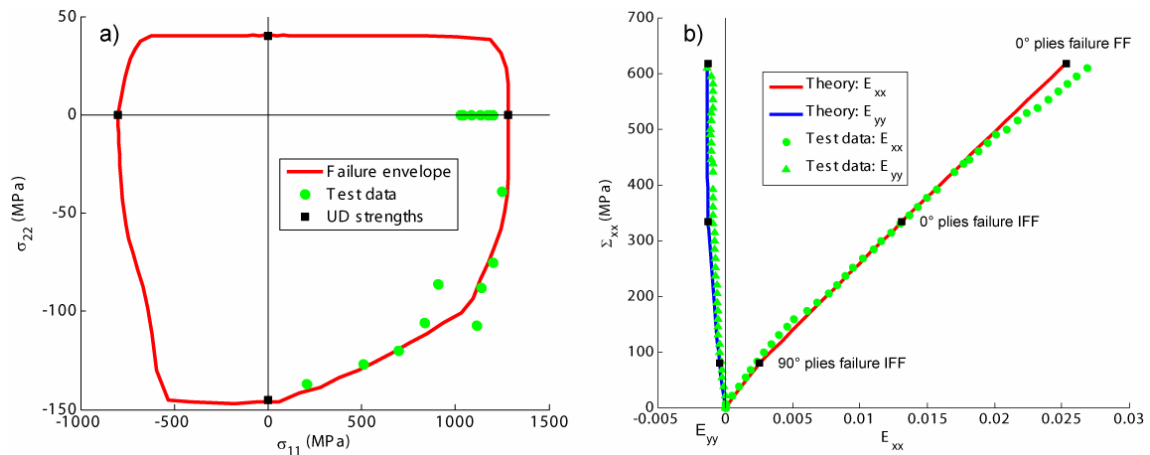 a)
50
0
-50
-100
-150
σ22 (MPa)
Failure envelope
Test data
UD strengths
-1000 -500 0 500 1000 1500
σ11 (MPa)
b)
700
600
500
400
300
200
100
0
Σxx (MPa)
0° plies failure FF
Theory: Exx
Theory: Eyy
Test data: Exx
Test data: Eyy
0° plies failure IFF
90° plies failure IFF
0 0.005 0.01 0.015 0.02 0.025 0.03
Eyy
Exx